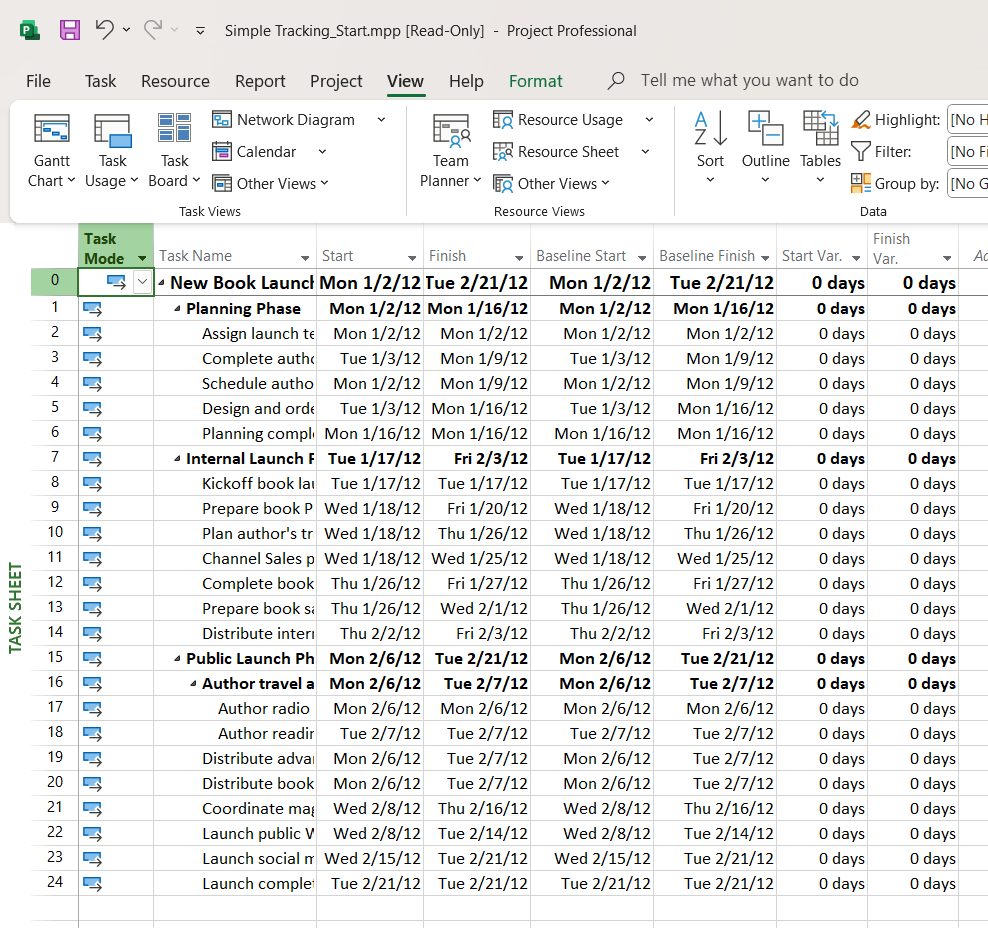 Simple Tracking_Start.mpp [Read-Only] - Project Professional
File Task Resource Report Project View Help Format Tell me what you want to do
Gantt Chart
Task Usage
Task Board
Network Diagram
Calendar
Other Views
Task Views
Team Planner
Resource Usage
Resource Sheet
Other Views
Resource Views
Sort
Outline
Tables
Highlight: [No H
Filter: [No Fi
Group by: [No G
Data
Task Mode Task Name Start Finish Baseline Start Baseline Finish Start Var. Finish Var. Ac
0 New Book Launch Mon 1/2/12 Tue 2/21/12 Mon 1/2/12 Tue 2/21/12 0 days 0 days
1 Planning Phase Mon 1/2/12 Mon 1/16/12 Mon 1/2/12 Mon 1/16/12 0 days 0 days
2 Assign launch te Mon 1/2/12 Mon 1/2/12 Mon 1/2/12 Mon 1/2/12 0 days 0 days
3 Complete autho Tue 1/3/12 Mon 1/9/12 Tue 1/3/12 Mon 1/9/12 0 days 0 days
4 Schedule autho Mon 1/2/12 Mon 1/9/12 Mon 1/2/12 Mon 1/9/12 0 days 0 days
5 Design and orde Tue 1/3/12 Mon 1/16/12 Tue 1/3/12 Mon 1/16/12 0 days 0 days
6 Planning compl Mon 1/16/12 Mon 1/16/12 Mon 1/16/12 Mon 1/16/12 0 days 0 days
7 Internal Launch P Tue 1/17/12 Fri 2/3/12 Tue 1/17/12 Fri 2/3/12 0 days 0 days
8 Kickoff book lau Tue 1/17/12 Tue 1/17/12 Tue 1/17/12 Tue 1/17/12 0 days 0 days
9 Prepare book P Wed 1/18/12 Fri 1/20/12 Wed 1/18/12 Fri 1/20/12 0 days 0 days
10 Plan author's tr Wed 1/18/12 Thu 1/26/12 Wed 1/18/12 Thu 1/26/12 0 days 0 days
11 Channel Sales p Wed 1/18/12 Wed 1/25/12 Wed 1/18/12 Wed 1/25/12 0 days 0 days
12 Complete book Thu 1/26/12 Fri 1/27/12 Thu 1/26/12 Fri 1/27/12 0 days 0 days
13 Prepare book sa Thu 1/26/12 Wed 2/1/12 Thu 1/26/12 Wed 2/1/12 0 days 0 days
14 Distribute interr Thu 2/2/12 Fri 2/3/12 Thu 2/2/12 Fri 2/3/12 0 days 0 days
15 Public Launch Ph Mon 2/6/12 Tue 2/21/12 Mon 2/6/12 Tue 2/21/12 0 days 0 days
16 Author travel a Mon 2/6/12 Tue 2/7/12 Mon 2/6/12 Tue 2/7/12 0 days 0 days
17 Author radio Mon 2/6/12 Mon 2/6/12 Mon 2/6/12 Mon 2/6/12 0 days 0 days
18 Author readin Tue 2/7/12 Tue 2/7/12 Tue 2/7/12 Tue 2/7/12 0 days 0 days
19 Distribute adva Mon 2/6/12 Tue 2/7/12 Mon 2/6/12 Tue 2/7/12 0 days 0 days
20 Distribute book Mon 2/6/12 Tue 2/7/12 Mon 2/6/12 Tue 2/7/12 0 days 0 days
21 Coordinate mag Wed 2/8/12 Thu 2/16/12 Wed 2/8/12 Thu 2/16/12 0 days 0 days
22 Launch public W Wed 2/8/12 Tue 2/14/12 Wed 2/8/12 Tue 2/14/12 0 days 0 days
23 Launch social m Wed 2/15/12 Tue 2/21/12 Wed 2/15/12 Tue 2/21/12 0 days 0 days
24 Launch complet Tue 2/21/12 Tue 2/21/12 Tue 2/21/12 Tue 2/21/12 0 days 0 days
TASK SHEET